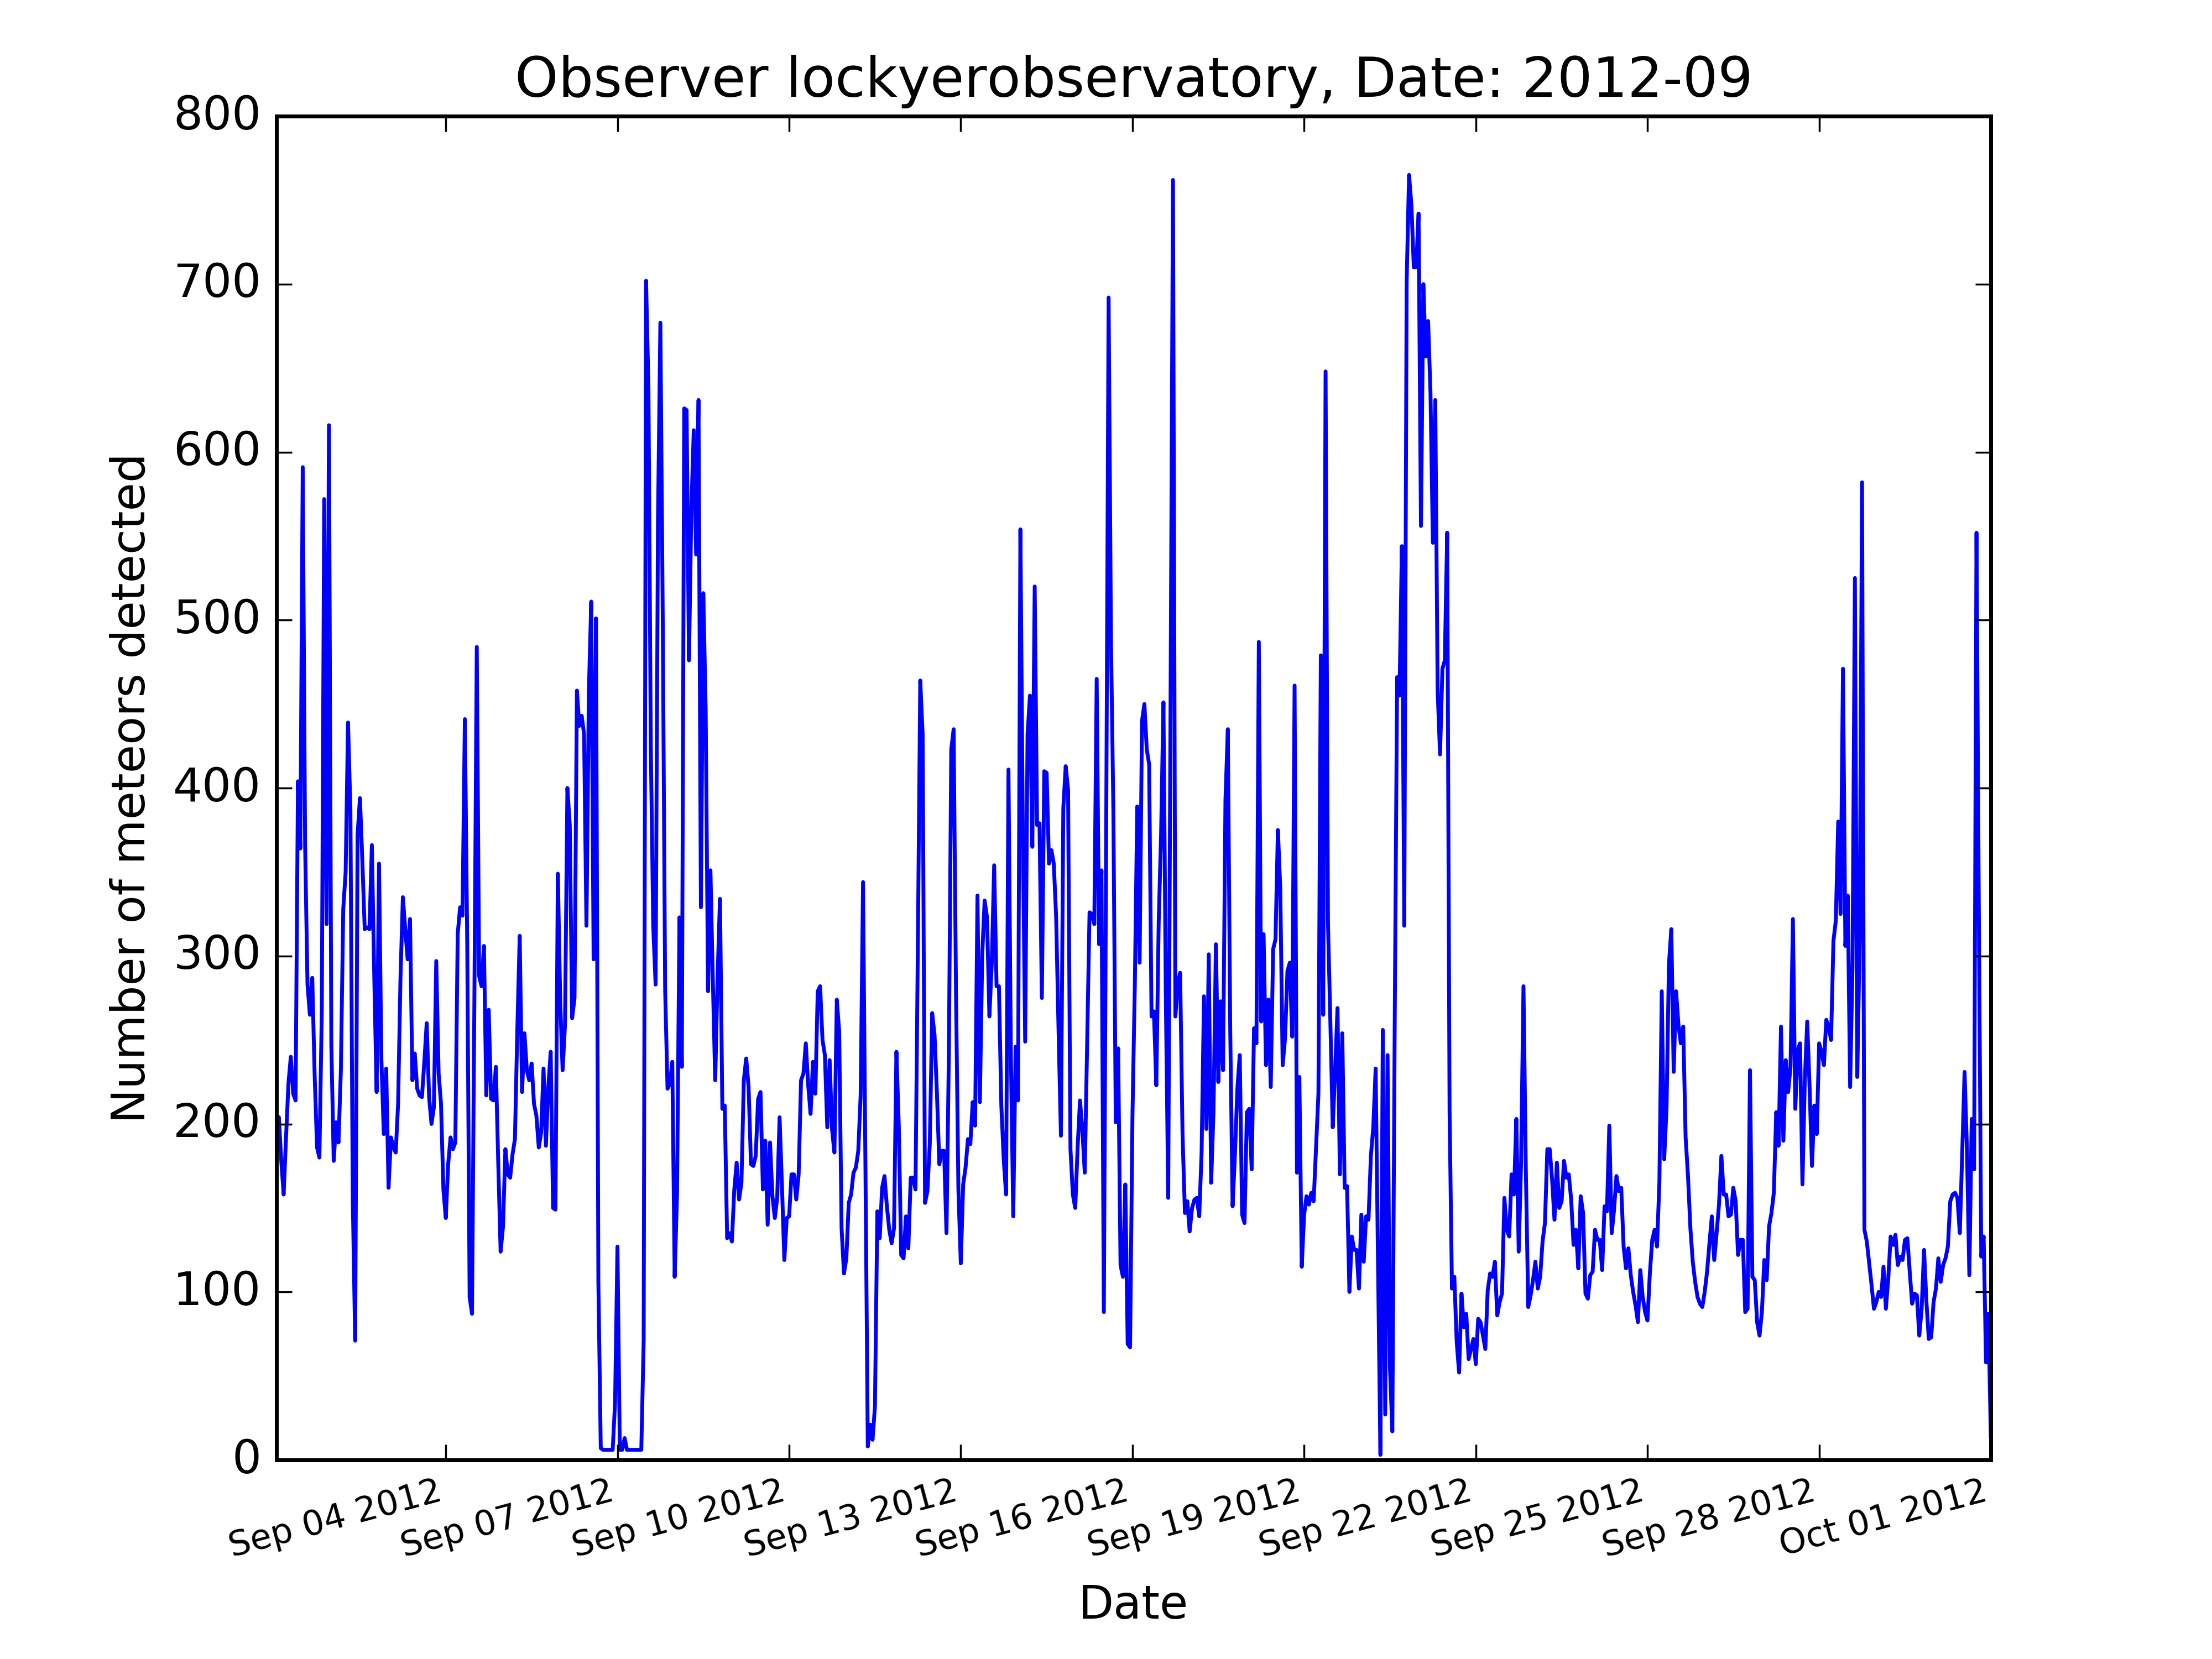 Observer lockyerobservatory, Date: 2012-09
800
700
600
500
400
300
200
100
0
Number of meteors detected
Sep 04 2012
Sep 07 2012
Sep 10 2012
Sep 13 2012
Sep 16 2012
Sep 19 2012
Sep 22 2012
Sep 25 2012
Sep 28 2012
Oct 01 2012
Date